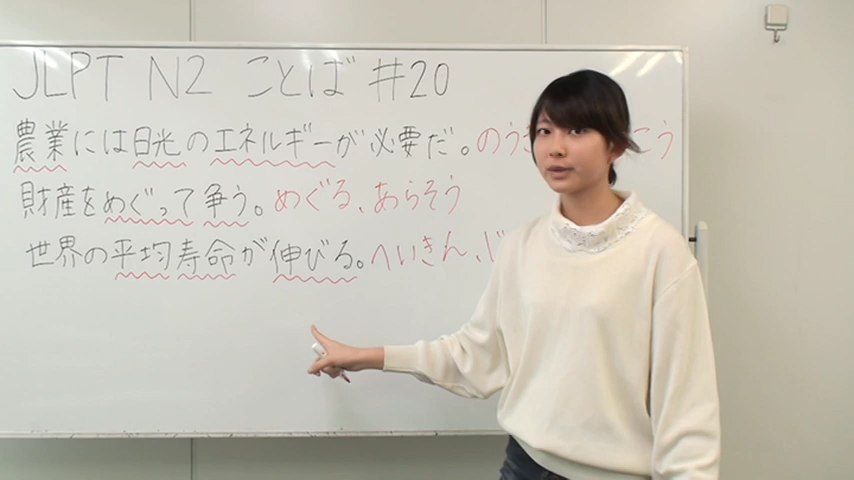 JLPT N2 ことば #20
農業には日光のエネルギーが必要だ。のう こう
財産をめぐって争う。めぐる、あらそう
世界の平均寿命が伸びる。へいきん、